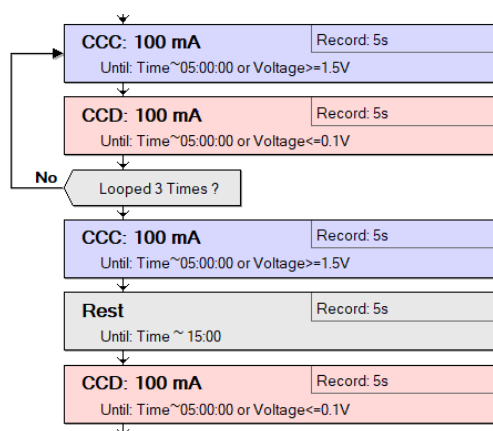 CCC: 100 mA
Record: 5s
Until: Time~05:00:00 or Voltage>=1.5V
CCD: 100 mA
Record: 5s
Until: Time~05:00:00 or Voltage<=0.1V
No
Looped 3 Times ?
CCC: 100 mA
Record: 5s
Until: Time~05:00:00 or Voltage>=1.5V
Rest
Record: 5s
Until: Time ~ 15:00
CCD: 100 mA
Record: 5s
Until: Time~05:00:00 or Voltage<=0.1V